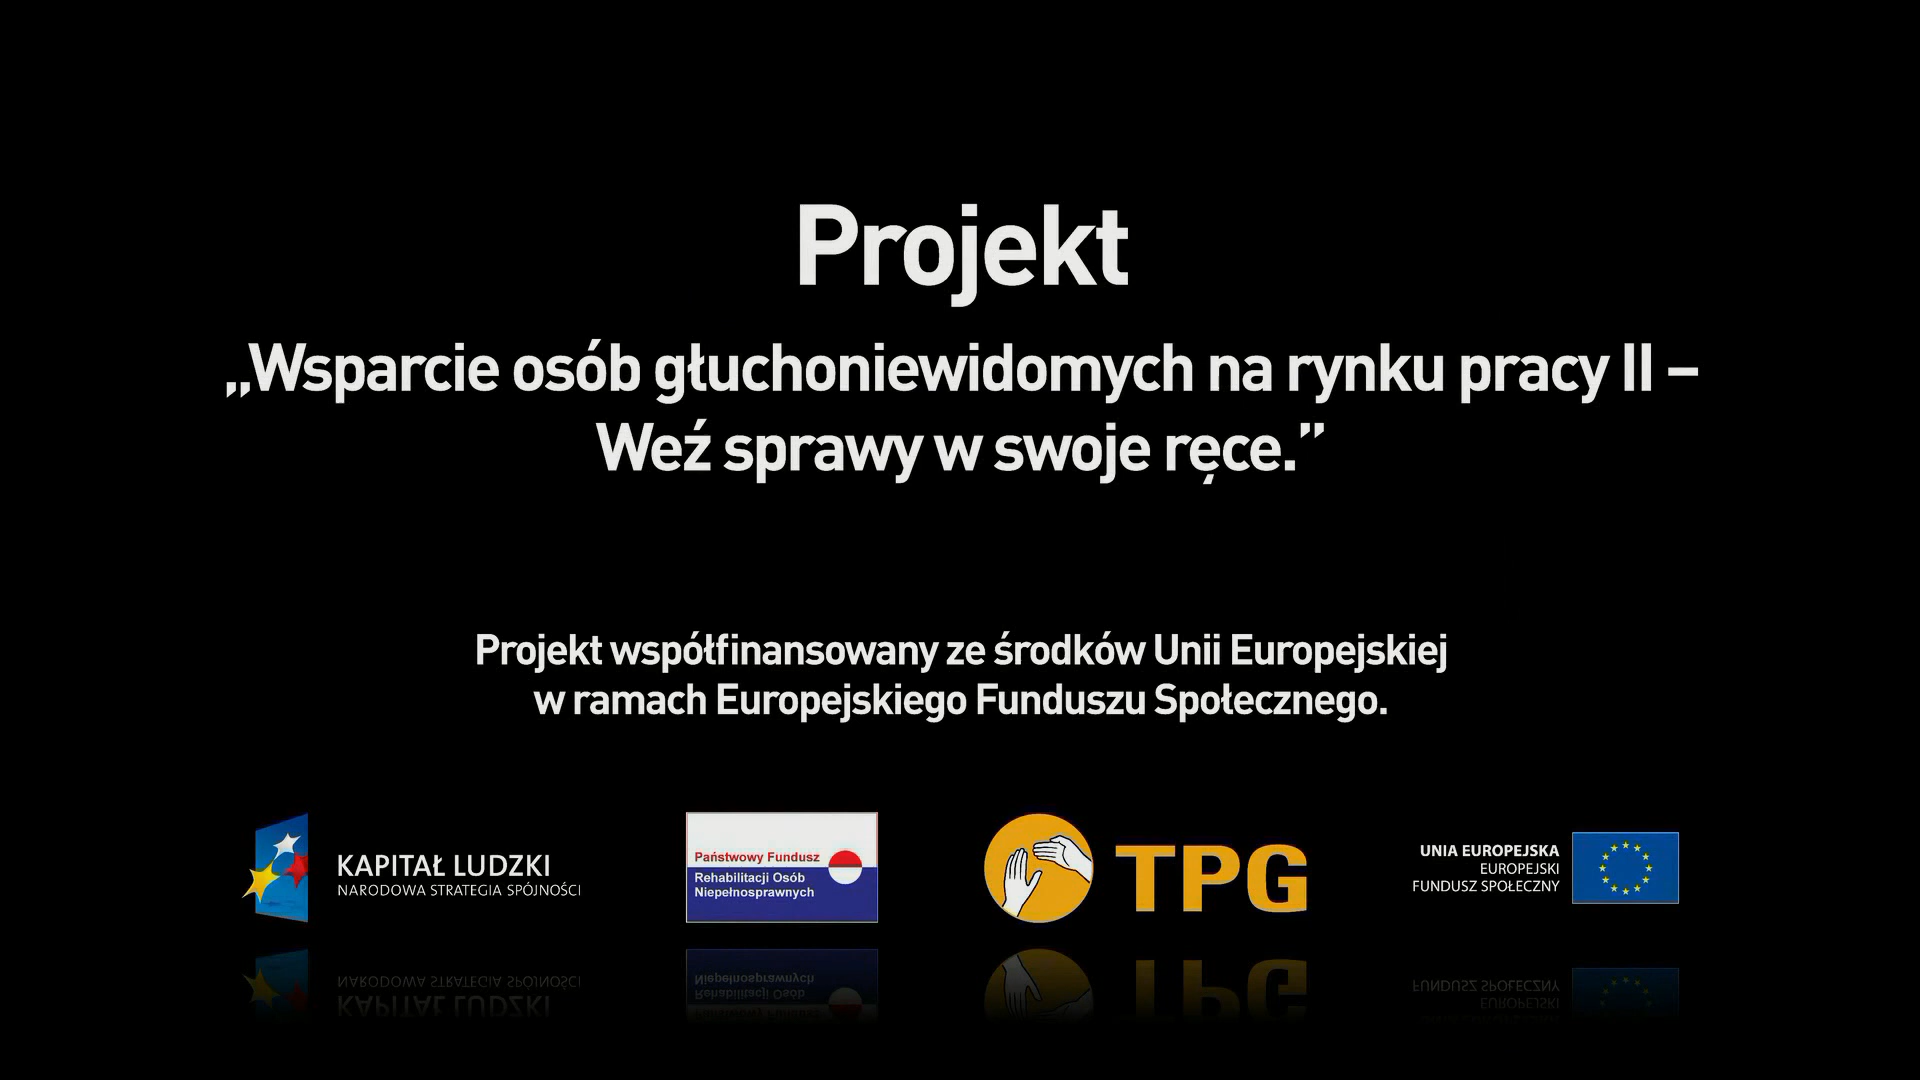 Projekt
„Wsparcie osób głuchoniewidomych na rynku pracy II –
Weź sprawy w swoje ręce.”
Projekt współfinansowany ze środków Unii Europejskiej
w ramach Europejskiego Funduszu Społecznego.
KAPITAŁ LUDZKI
NARODOWA STRATEGIA SPÓJNOŚCI
Państwowy Fundusz
Rehabilitacji Osób
Niepełnosprawnych
TPG
UNIA EUROPEJSKA
EUROPEJSKI
FUNDUSZ SPOŁECZNY